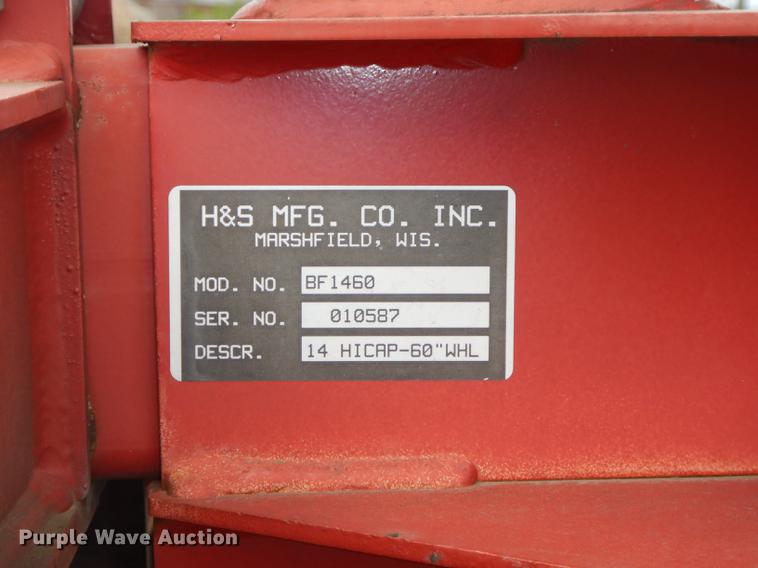 H&S MFG. CO. INC.
MARSHFIELD, WIS.
MOD. NO. BF1460
SER. NO. 010587
DESCR. 14 HICAP-60"WHL
Purple Wave Auction